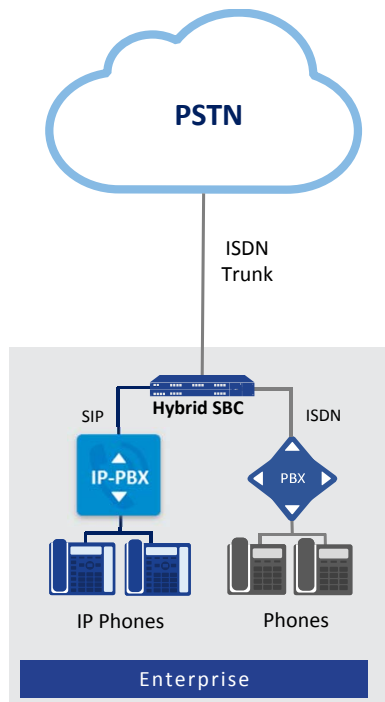 PSTN
ISDN
Trunk
Hybrid SBC
SIP
ISDN
IP-PBX
PBX
IP Phones
Phones
Enterprise